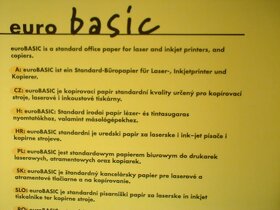 euro basic
euroBASIC is a standard office paper for laser and inkjet printers, and
copiers.
A: euroBASIC ist ein Standard-Büropapier für Laser-, Inkjetprinter und
Kopierer.
CZ: euroBASIC je kopírovací papír standardní kvality určený pro kopírovací
stroje, laserové i inkoustové tiskárny.
H: euroBASIC: Standard irodai papír lézer- és tintasugaras
nyomtatókhoz, valamint másológépekhez.
HR: euroBASIC: standardni je uredski papir za laserske i ink-jet pisače i
kopirne strojeve.
PL: euroBASIC jest standardowym papierem biurowym do drukarek
laserowych, atramentowych oraz kopiarek.
SK: euroBASIC je štandardný kancelársky papier pre laserové a
atramentové tlačiarne a na kopírovanie.
SLO: euroBASIC je standardni pisarniški papir za laserske in inkjet
tiskalnike ter kopirne stroje.